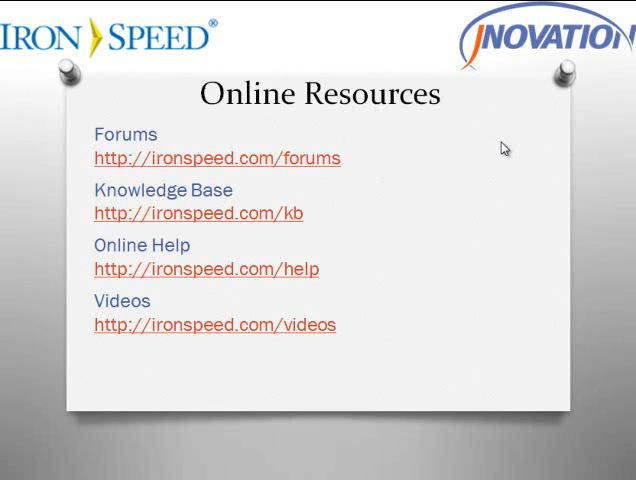 IRON SPEED®
JNOVATION
Online Resources
Forums
http://ironspeed.com/forums
Knowledge Base
http://ironspeed.com/kb
Online Help
http://ironspeed.com/help
Videos
http://ironspeed.com/videos